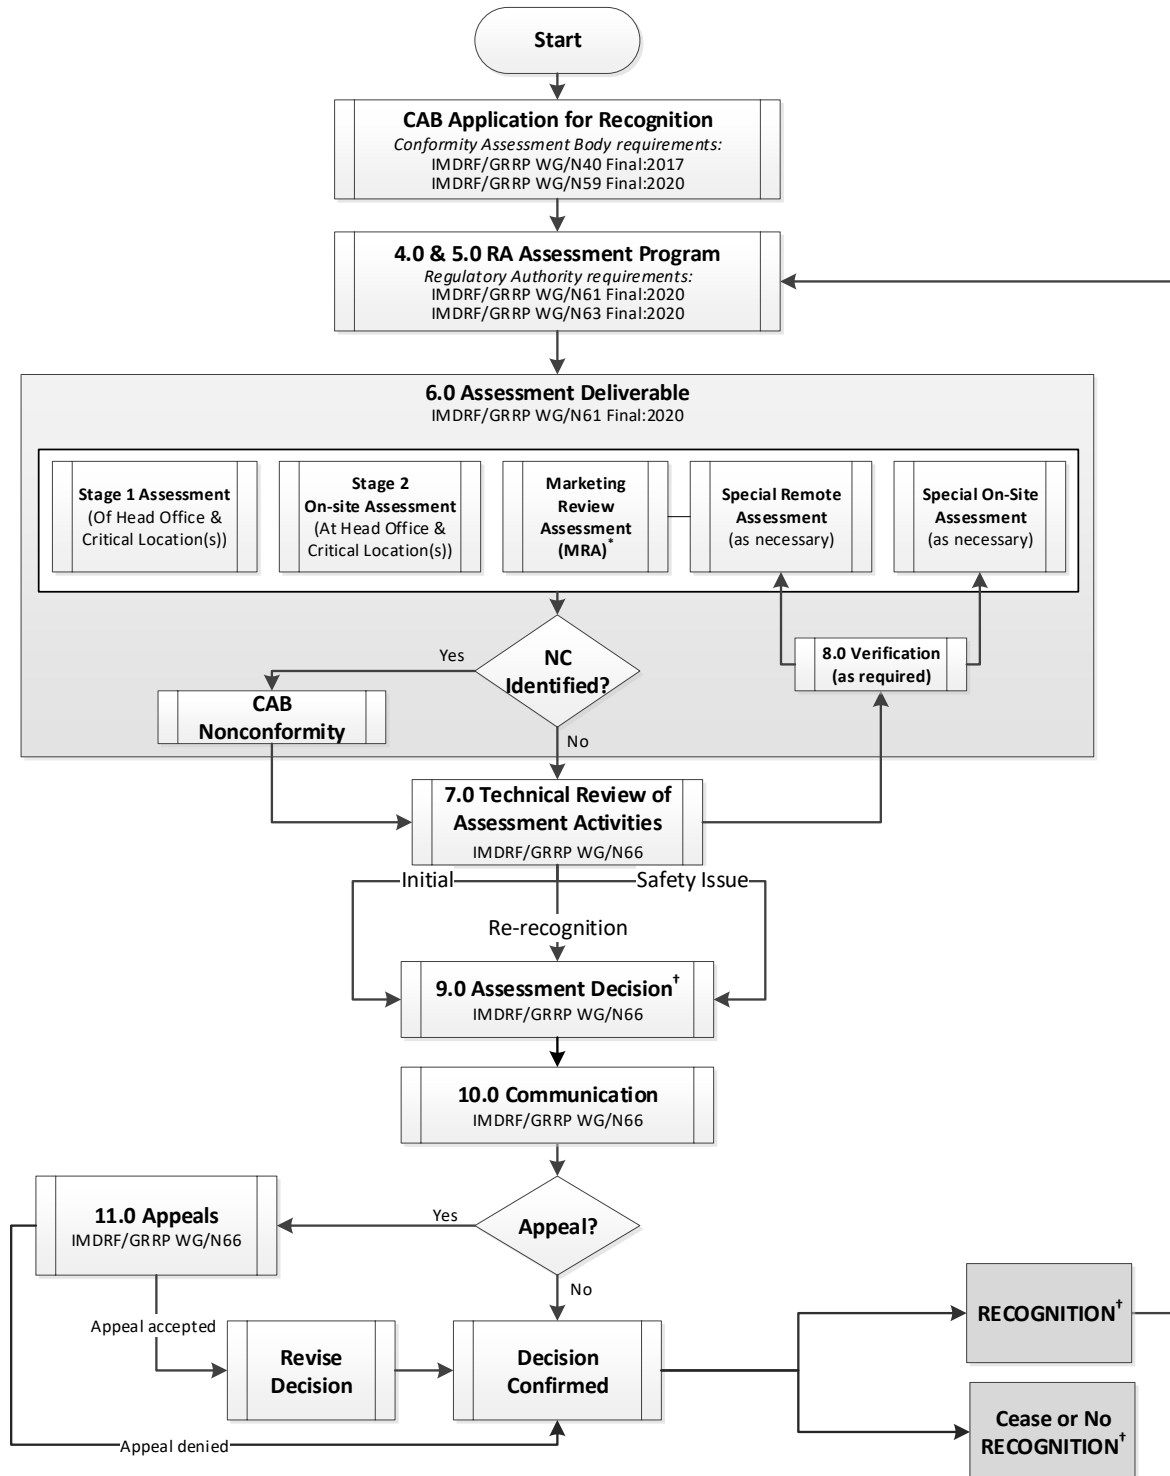 Start
CAB Application for Recognition
Conformity Assessment Body requirements:
IMDRF/GRRP WG/N40 Final:2017
IMDRF/GRRP WG/N59 Final:2020
4.0 & 5.0 RA Assessment Program
Regulatory Authority requirements:
IMDRF/GRRP WG/N61 Final:2020
IMDRF/GRRP WG/N63 Final:2020
6.0 Assessment Deliverable
IMDRF/GRRP WG/N61 Final:2020
Stage 1 Assessment
(Of Head Office &
Critical Location(s))
Stage 2
On-site Assessment
(At Head Office &
Critical Location(s))
Marketing
Review
Assessment
(MRA)*
Special Remote
Assessment
(as necessary)
Special On-Site
Assessment
(as necessary)
NC
Identified?
Yes
No
8.0 Verification
(as required)
CAB
Nonconformity
7.0 Technical Review of
Assessment Activities
IMDRF/GRRP WG/N66
Initial
Safety Issue
Re-recognition
9.0 Assessment Decision†
IMDRF/GRRP WG/N66
10.0 Communication
IMDRF/GRRP WG/N66
Appeal?
Yes
No
11.0 Appeals
IMDRF/GRRP WG/N66
Appeal accepted
Revise
Decision
Decision
Confirmed
Appeal denied
RECOGNITION†
Cease or No
RECOGNITION†